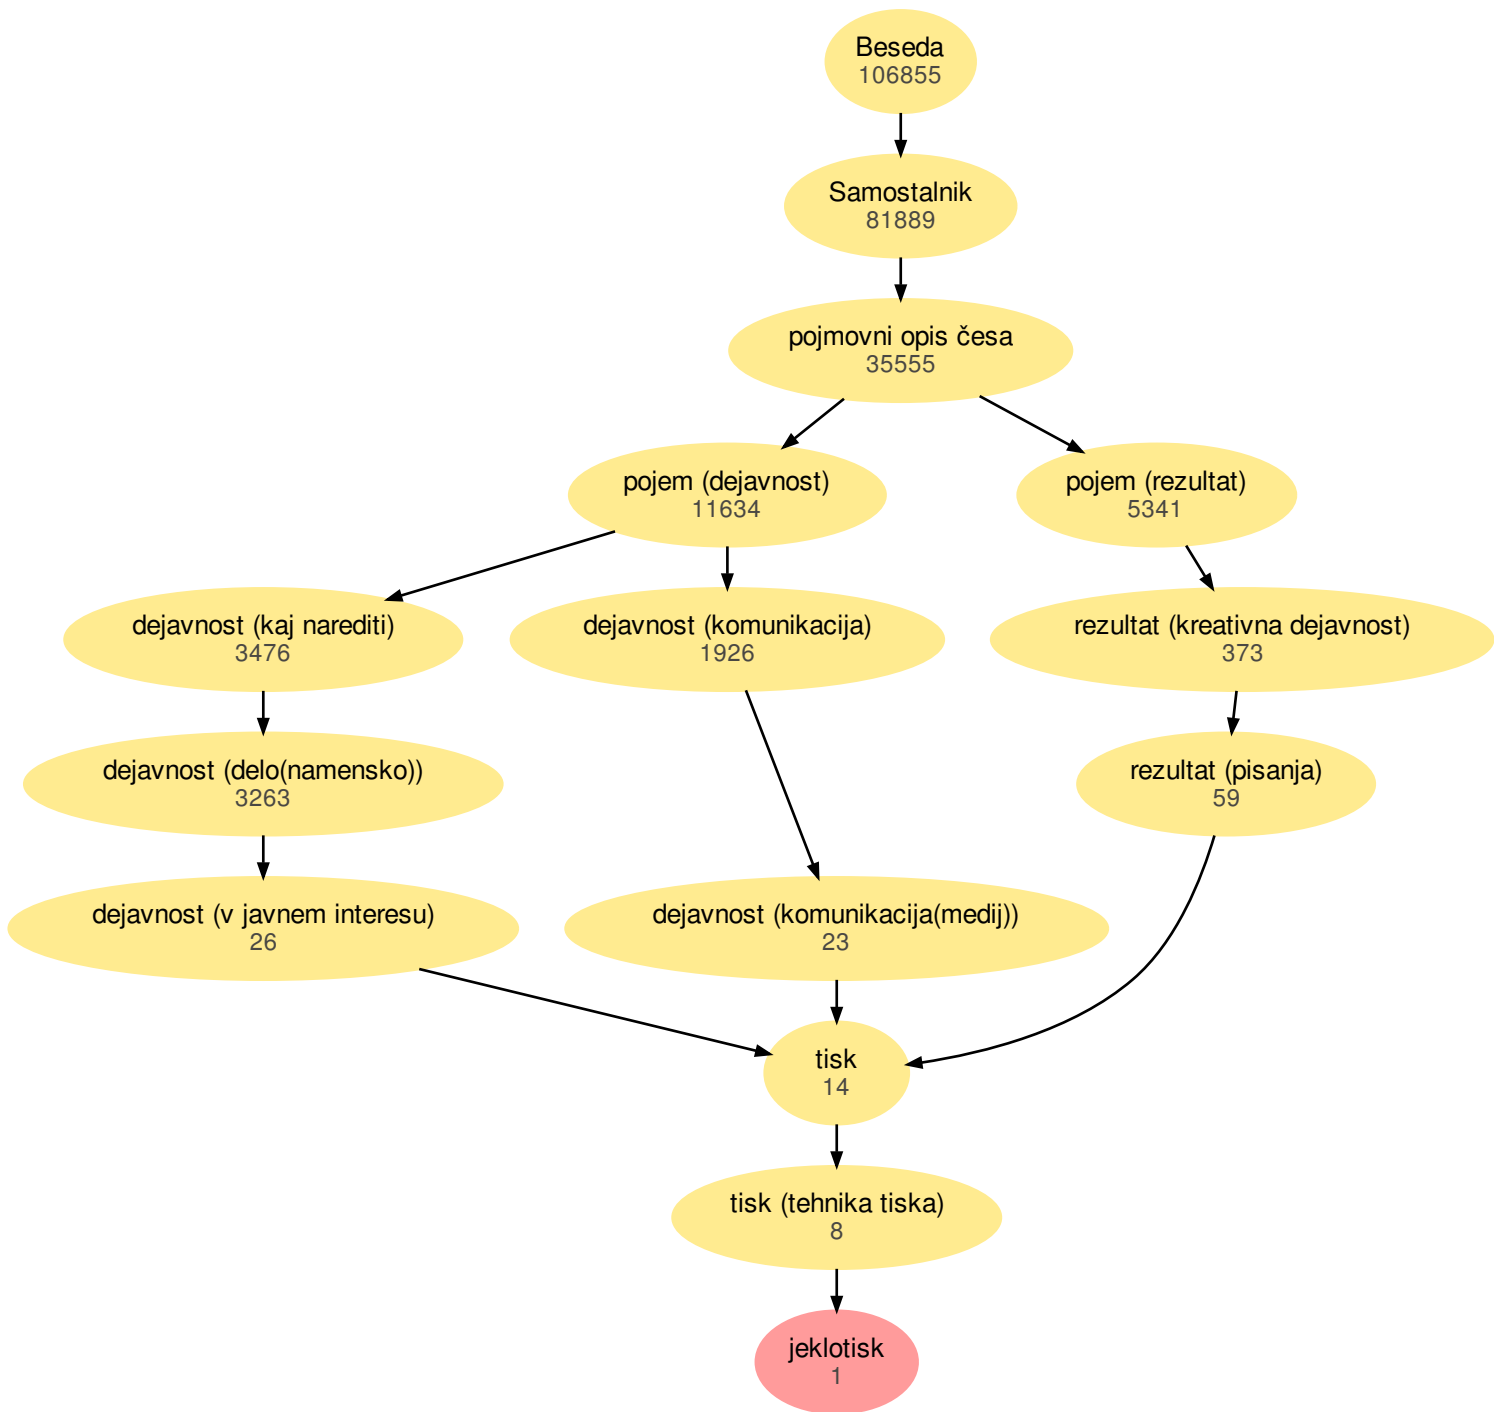 Beseda
106855
Samostalnik
81889
pojmovni opis česa
35555
pojem (dejavnost)
11634
pojem (rezultat)
5341
dejavnost (kaj narediti)
3476
dejavnost (komunikacija)
1926
rezultat (kreativna dejavnost)
373
dejavnost (delo(namensko))
3263
rezultat (pisanja)
59
dejavnost (v javnem interesu)
26
dejavnost (komunikacija(medij))
23
tisk
14
tisk (tehnika tiska)
8
jeklotisk
1